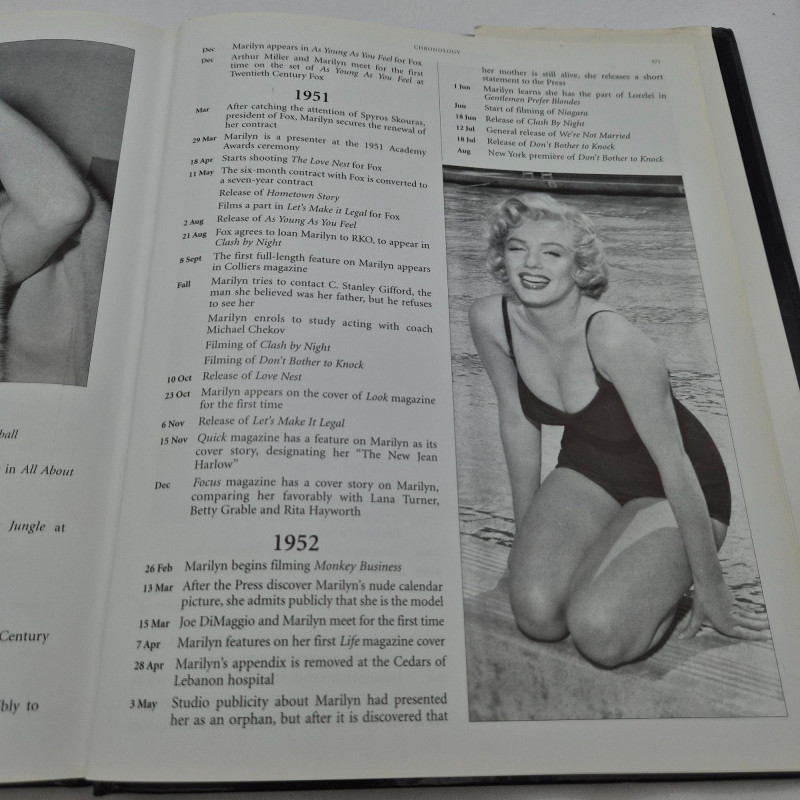 ball
in All About
Jungle at
Century
bly to
CHRONOLOGY
Dec Marilyn appears in As Young As You Feel for Fox
Dec Arthur Miller and Marilyn meet for the first
time on the set of As Young As You Feel at
Twentieth Century Fox
1951
Mar After catching the attention of Spyros Skouras,
president of Fox, Marilyn secures the renewal of
her contract
29 Mar Marilyn is a presenter at the 1951 Academy
Awards ceremony
18 Apr Starts shooting The Love Nest for Fox
11 May The six-month contract with Fox is converted to
a seven-year contract
Release of Hometown Story
Films a part in Let's Make it Legal for Fox
2 Aug Release of As Young As You Feel
21 Aug Fox agrees to loan Marilyn to RKO, to appear in
Clash by Night
8 Sept The first full-length feature on Marilyn appears
in Colliers magazine
Fall Marilyn tries to contact C. Stanley Gifford, the
man she believed was her father, but he refuses
to see her
Marilyn enrols to study acting with coach
Michael Chekov
Filming of Clash by Night
Filming of Don't Bother to Knock
10 Oct Release of Love Nest
23 Oct Marilyn appears on the cover of Look magazine
for the first time
6 Nov Release of Let's Make It Legal
15 Nov Quick magazine has a feature on Marilyn as its
cover story, designating her "The New Jean
Harlow"
Dec Focus magazine has a cover story on Marilyn,
comparing her favorably with Lana Turner,
Betty Grable and Rita Hayworth
1952
26 Feb Marilyn begins filming Monkey Business
13 Mar After the Press discover Marilyn's nude calendar
picture, she admits publicly that she is the model
15 Mar Joe DiMaggio and Marilyn meet for the first time
7 Apr Marilyn features on her first Life magazine cover
28 Apr Marilyn's appendix is removed at the Cedars of
Lebanon hospital
3 May Studio publicity about Marilyn had presented
her as an orphan, but after it is discovered that
her mother is still alive, she releases a short
statement to the Press
1 Jun Marilyn learns she has the part of Lorelei in
Gentlemen Prefer Blondes
Jun Start of filming of Niagara
18 Jun Release of Clash By Night
12 Jul General release of We're Not Married
18 Jul Release of Don't Bother to Knock
Aug New York première of Don't Bother to Knock